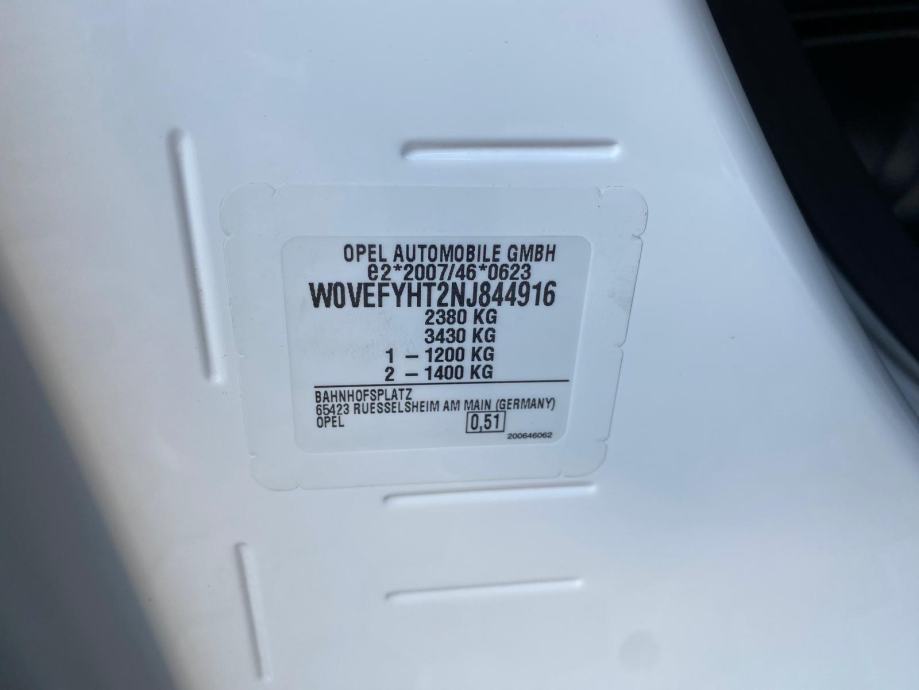 OPEL AUTOMOBILE GMBH
e2*2007/46*0623
W0VEFYHT2NJ844916
2380 KG
3430 KG
1 – 1200 KG
2 – 1400 KG
BAHNHOFSPLATZ
65423 RUESSELSHEIM AM MAIN (GERMANY)
OPEL 0,51
200646062